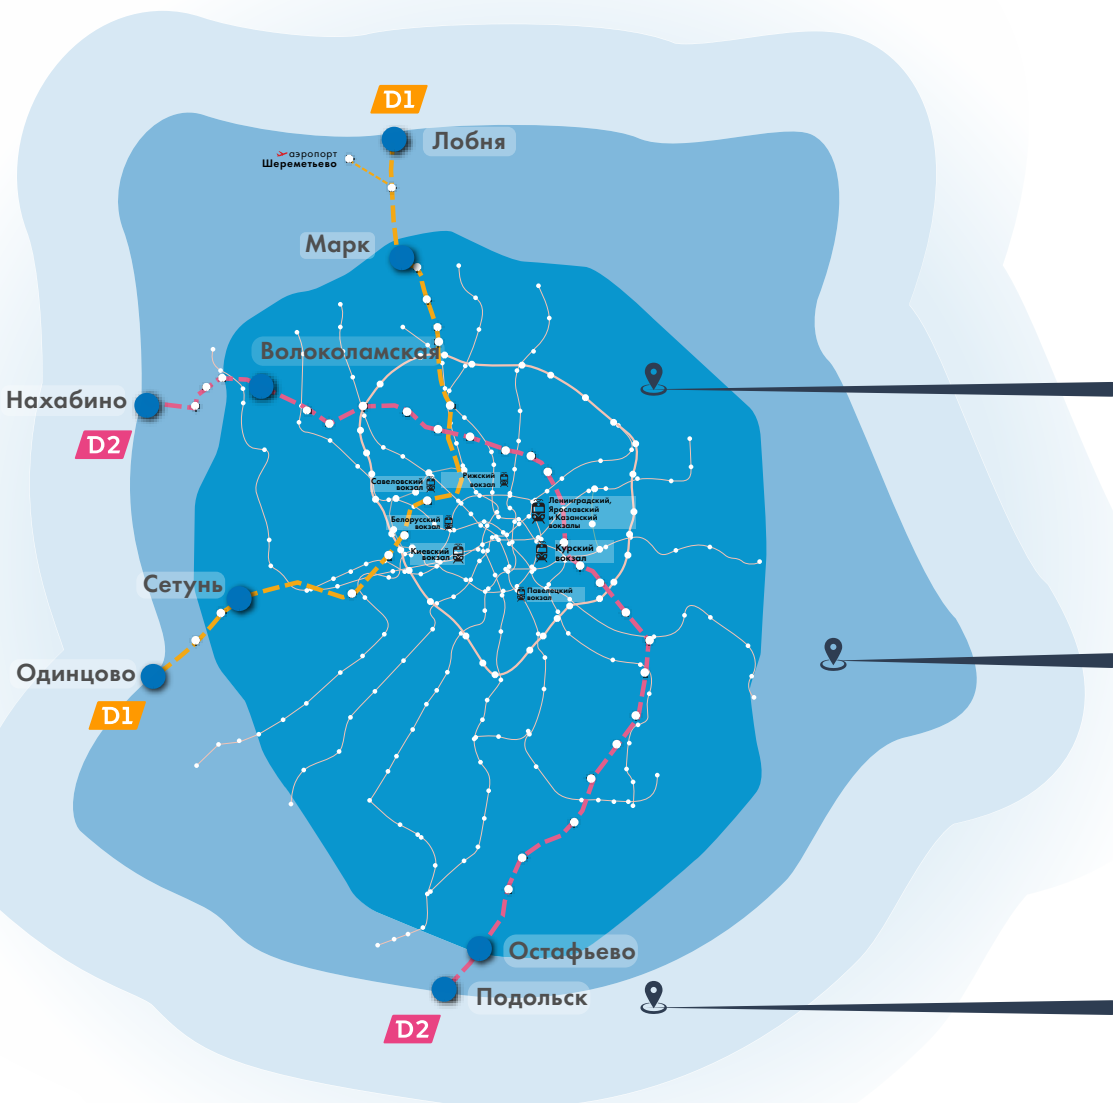 D1
Лобня
аэропорт
Шереметьево
Марк
Волоколамская
Нахабино
D2
Савеловский
вокзал
Рижский
вокзал
Ленинградский,
Ярославский
и Казанский
вокзалы
Белорусский
вокзал
Киевский
вокзал
Курский
вокзал
Павелецкий
вокзал
Сетунь
Одинцово
D1
Остафьево
Подольск
D2